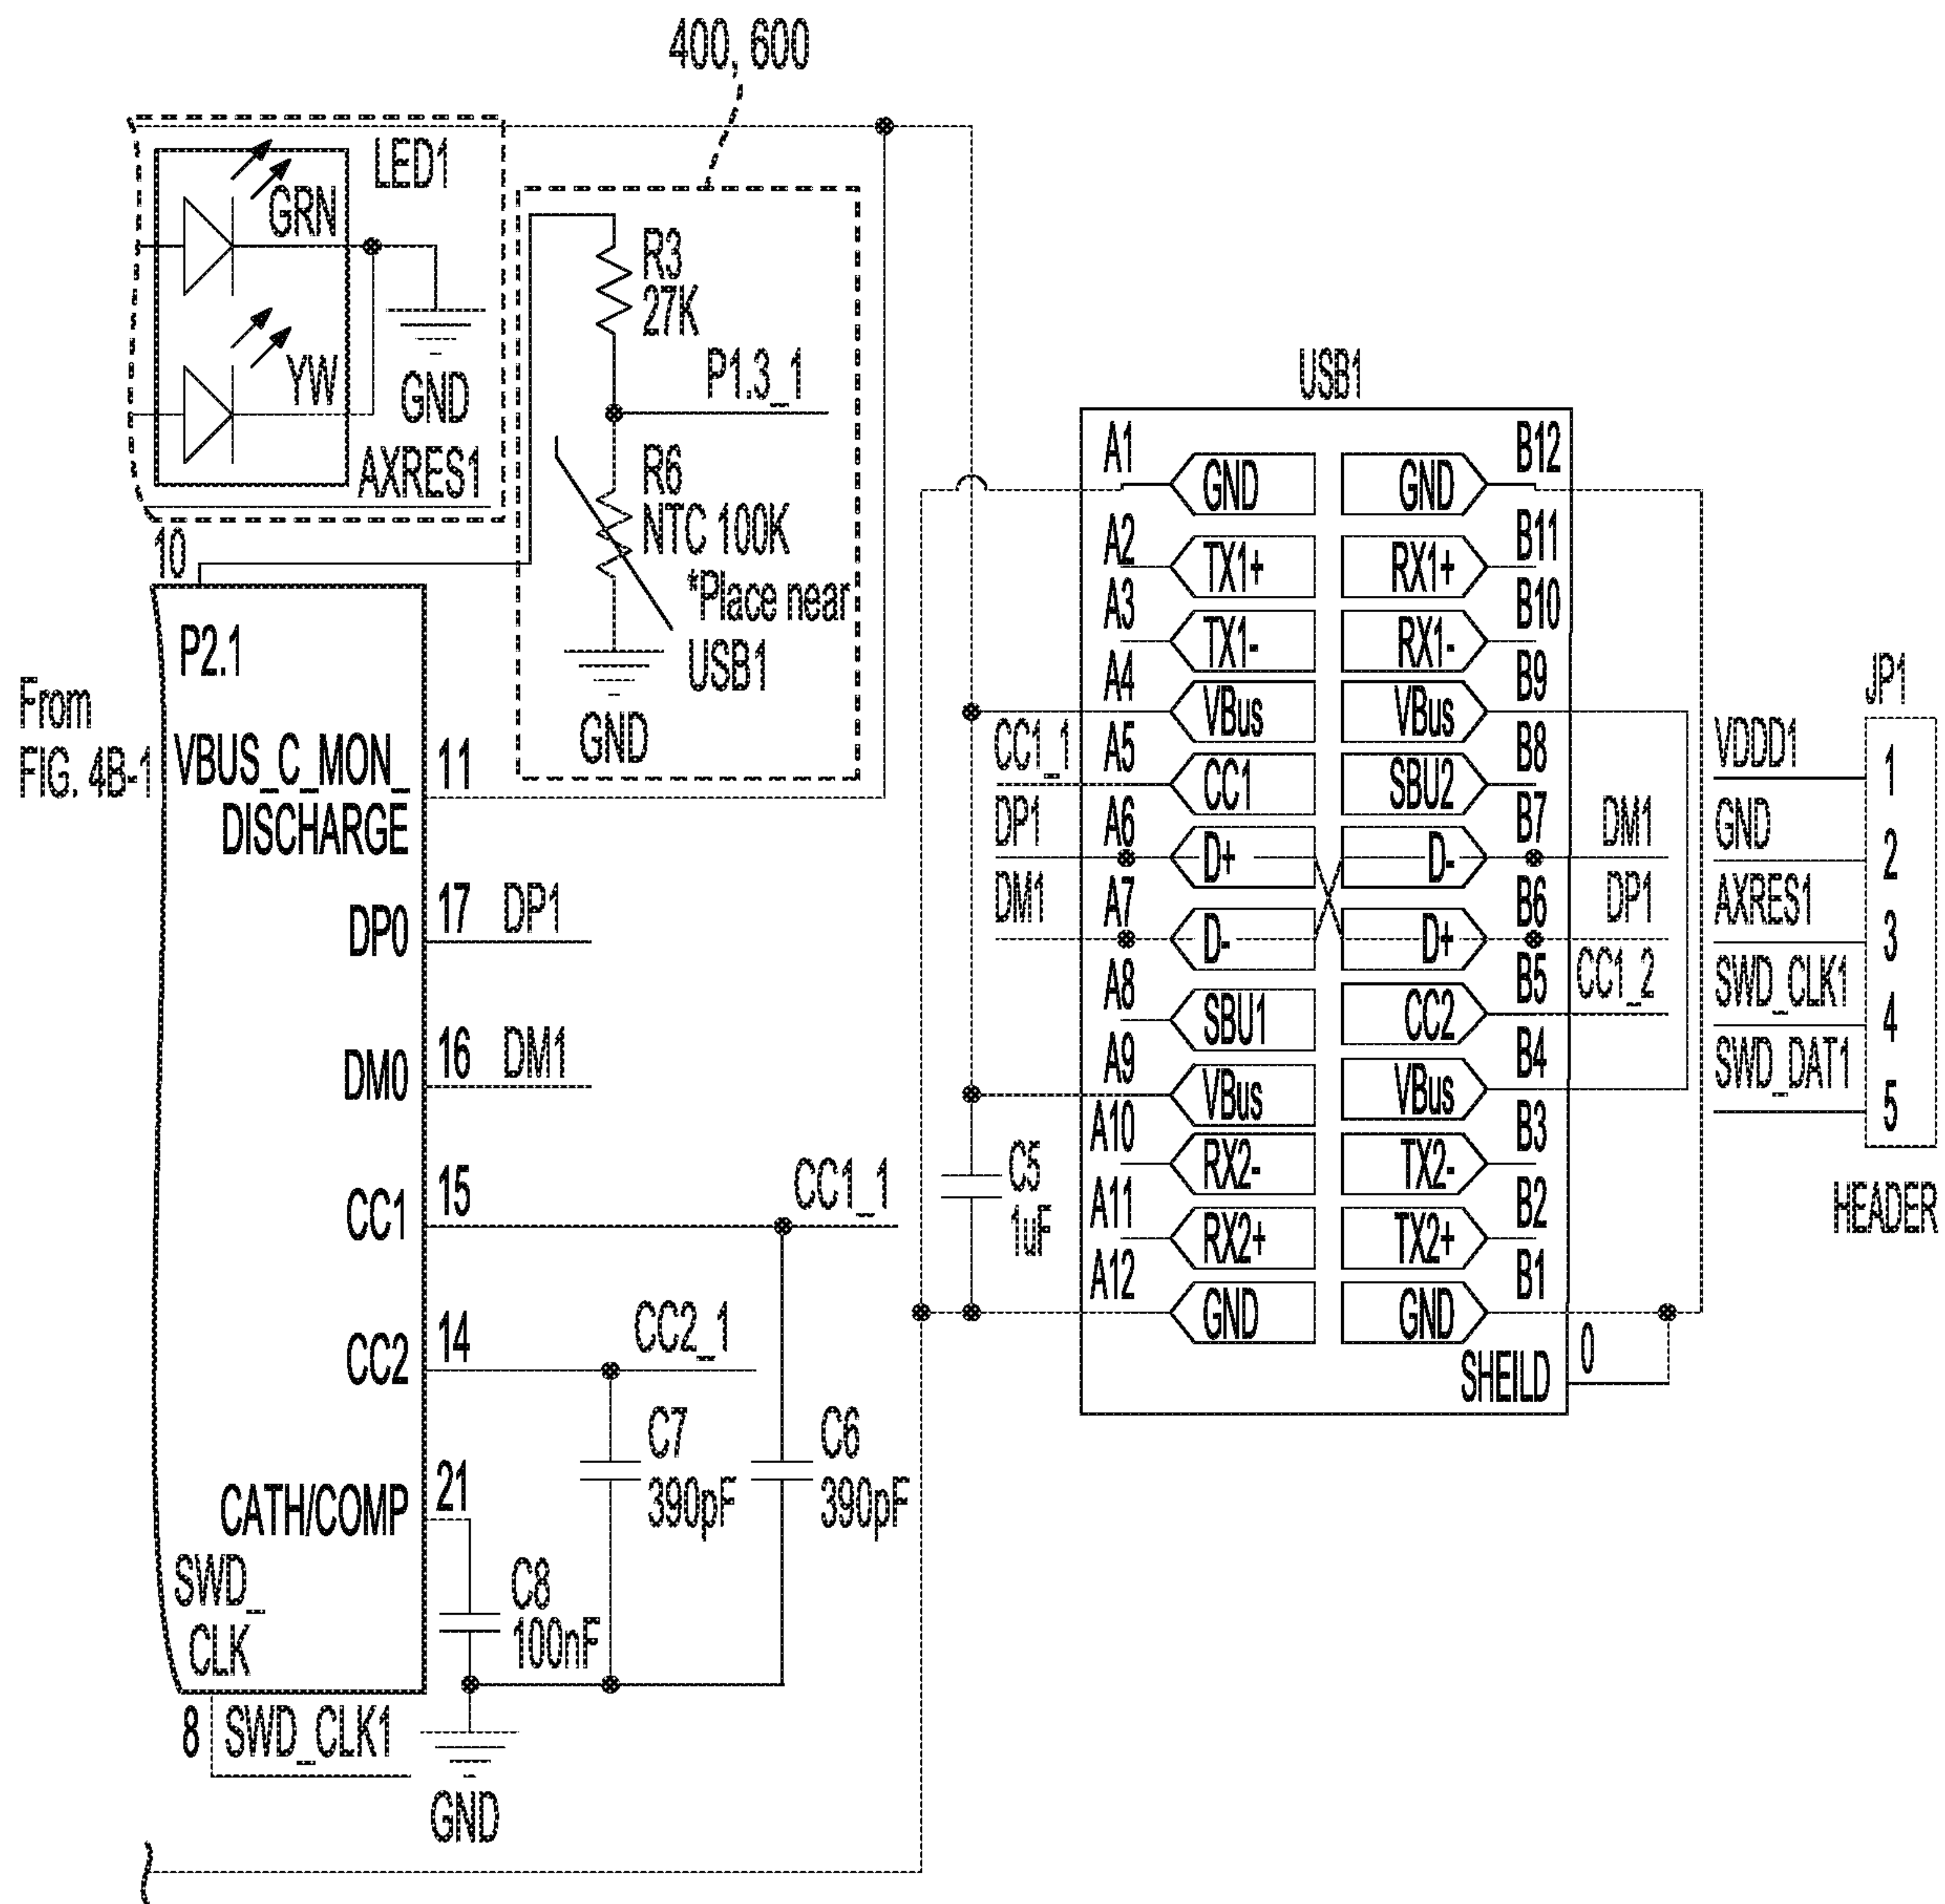 400, 600
LED1
GRN
YW
GND
AXRES1
R3
27K
P1.3_1
R6
NTC 100K
*Place near
USB1
GND
10
P2.1
From
FIG. 4B-1
VBUS_C_MON_
DISCHARGE
11
DP0
17
DP1
DM0
16
DM1
CC1
15
CC1_1
CC2
14
CC2_1
C7
390pF
C6
390pF
CATH/COMP
21
C8
100nF
SWD_
CLK
8
SWD_CLK1
GND
USB1
A1
GND
GND
B12
A2
TX1+
RX1+
B11
A3
TX1-
RX1-
B10
A4
VBus
VBus
B9
CC1_1
A5
CC1
SBU2
B8
DP1
A6
D+
D-
B7
DM1
DM1
A7
D-
D+
B6
DP1
A8
SBU1
CC2
B5
CC1_2
A9
VBus
VBus
B4
A10
RX2-
TX2-
B3
A11
RX2+
TX2+
B2
A12
GND
GND
B1
SHEILD
0
C5
1uF
JP1
VDDD1
1
GND
2
AXRES1
3
SWD_CLK1
4
SWD_DAT1
5
HEADER